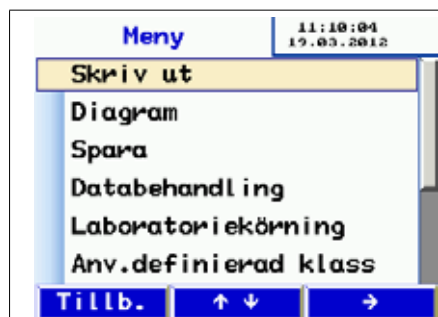 Meny
11:10:04
19.03.2012
Skriv ut
Diagram
Spara
Databehandling
Laboratoriekörning
Anv.definierad klass
Tillb. ↑ ↓ →